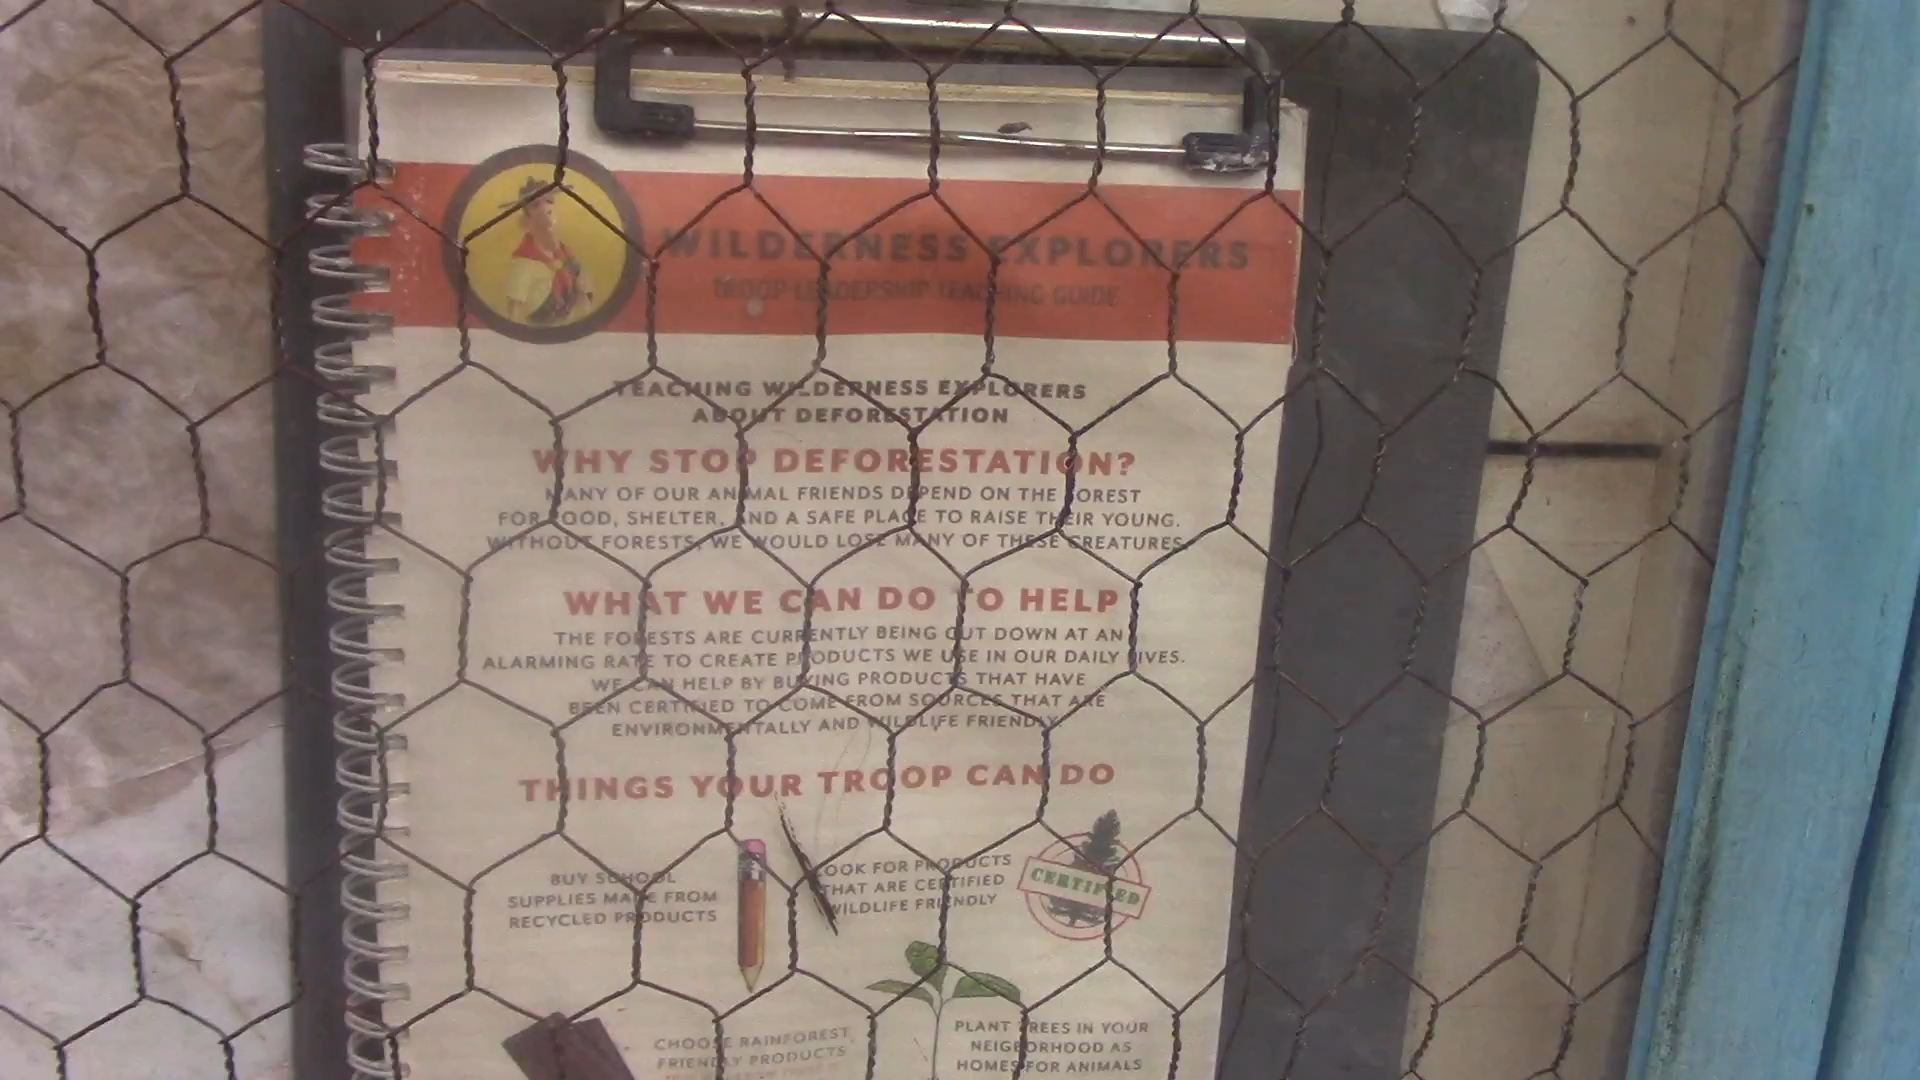 WILDERNESS EXPLORERS
TROOP LEADERSHIP TEACHING GUIDE
TEACHING WILDERNESS EXPLORERS
ABOUT DEFORESTATION
WHY STOP DEFORESTATION?
MANY OF OUR ANIMAL FRIENDS DEPEND ON THE FOREST
FOR FOOD, SHELTER, AND A SAFE PLACE TO RAISE THEIR YOUNG.
WITHOUT FORESTS, WE WOULD LOSE MANY OF THESE CREATURES.
WHAT WE CAN DO TO HELP
THE FORESTS ARE CURRENTLY BEING CUT DOWN AT AN
ALARMING RATE TO CREATE PRODUCTS WE USE IN OUR DAILY LIVES.
WE CAN HELP BY BUYING PRODUCTS THAT HAVE
BEEN CERTIFIED TO COME FROM SOURCES THAT ARE
ENVIRONMENTALLY AND WILDLIFE FRIENDLY
THINGS YOUR TROOP CAN DO
BUY SCHOOL
SUPPLIES MADE FROM
RECYCLED PRODUCTS
LOOK FOR PRODUCTS
THAT ARE CERTIFIED
WILDLIFE FRIENDLY
CERTIFIED
CHOOSE RAINFOREST
FRIENDLY PRODUCTS
PLANT TREES IN YOUR
NEIGBORHOOD AS
HOMES FOR ANIMALS